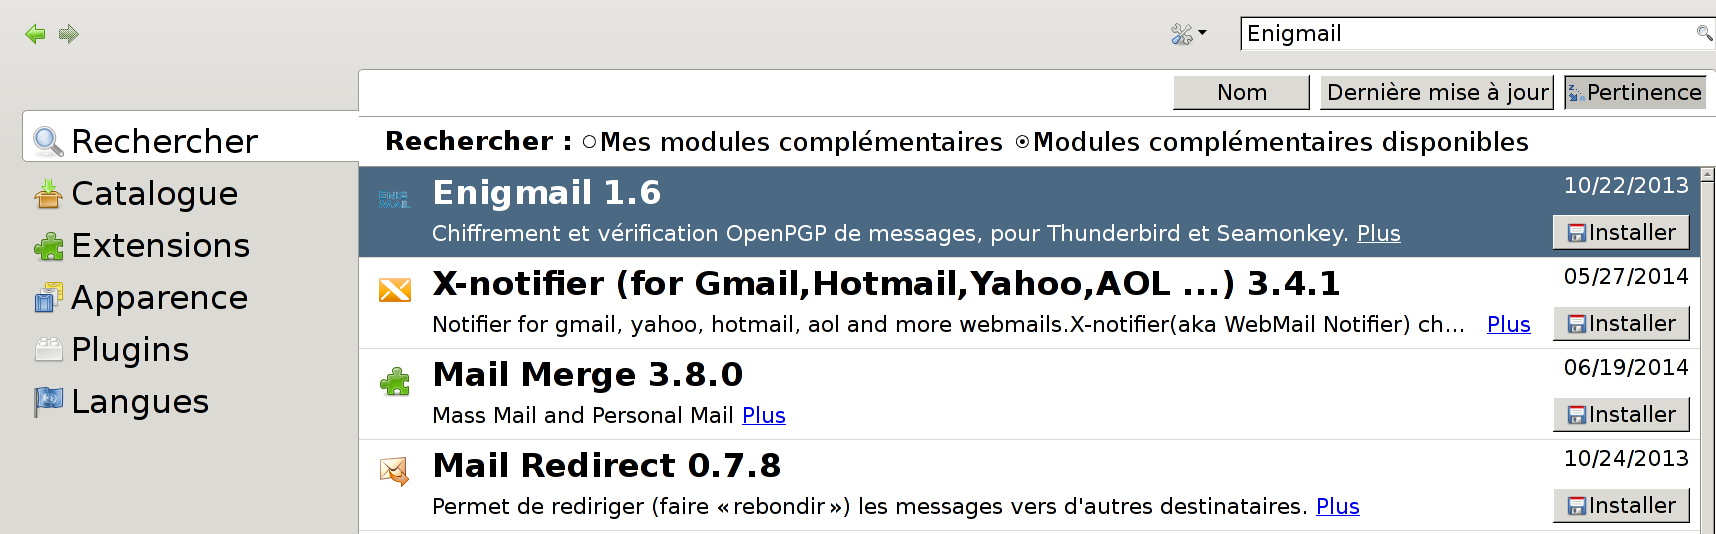 Enigmail
Nom Dernière mise à jour Pertinence
Rechercher : Mes modules complémentaires Modules complémentaires disponibles
Rechercher
Catalogue
Extensions
Apparence
Plugins
Langues
ENIG
MAIL
Enigmail 1.6 10/22/2013
Chiffrement et vérification OpenPGP de messages, pour Thunderbird et Seamonkey. Plus Installer
X-notifier (for Gmail,Hotmail,Yahoo,AOL ...) 3.4.1 05/27/2014
Notifier for gmail, yahoo, hotmail, aol and more webmails.X-notifier(aka WebMail Notifier) ch... Plus Installer
Mail Merge 3.8.0 06/19/2014
Mass Mail and Personal Mail Plus Installer
Mail Redirect 0.7.8 10/24/2013
Permet de rediriger (faire « rebondir ») les messages vers d'autres destinataires. Plus Installer